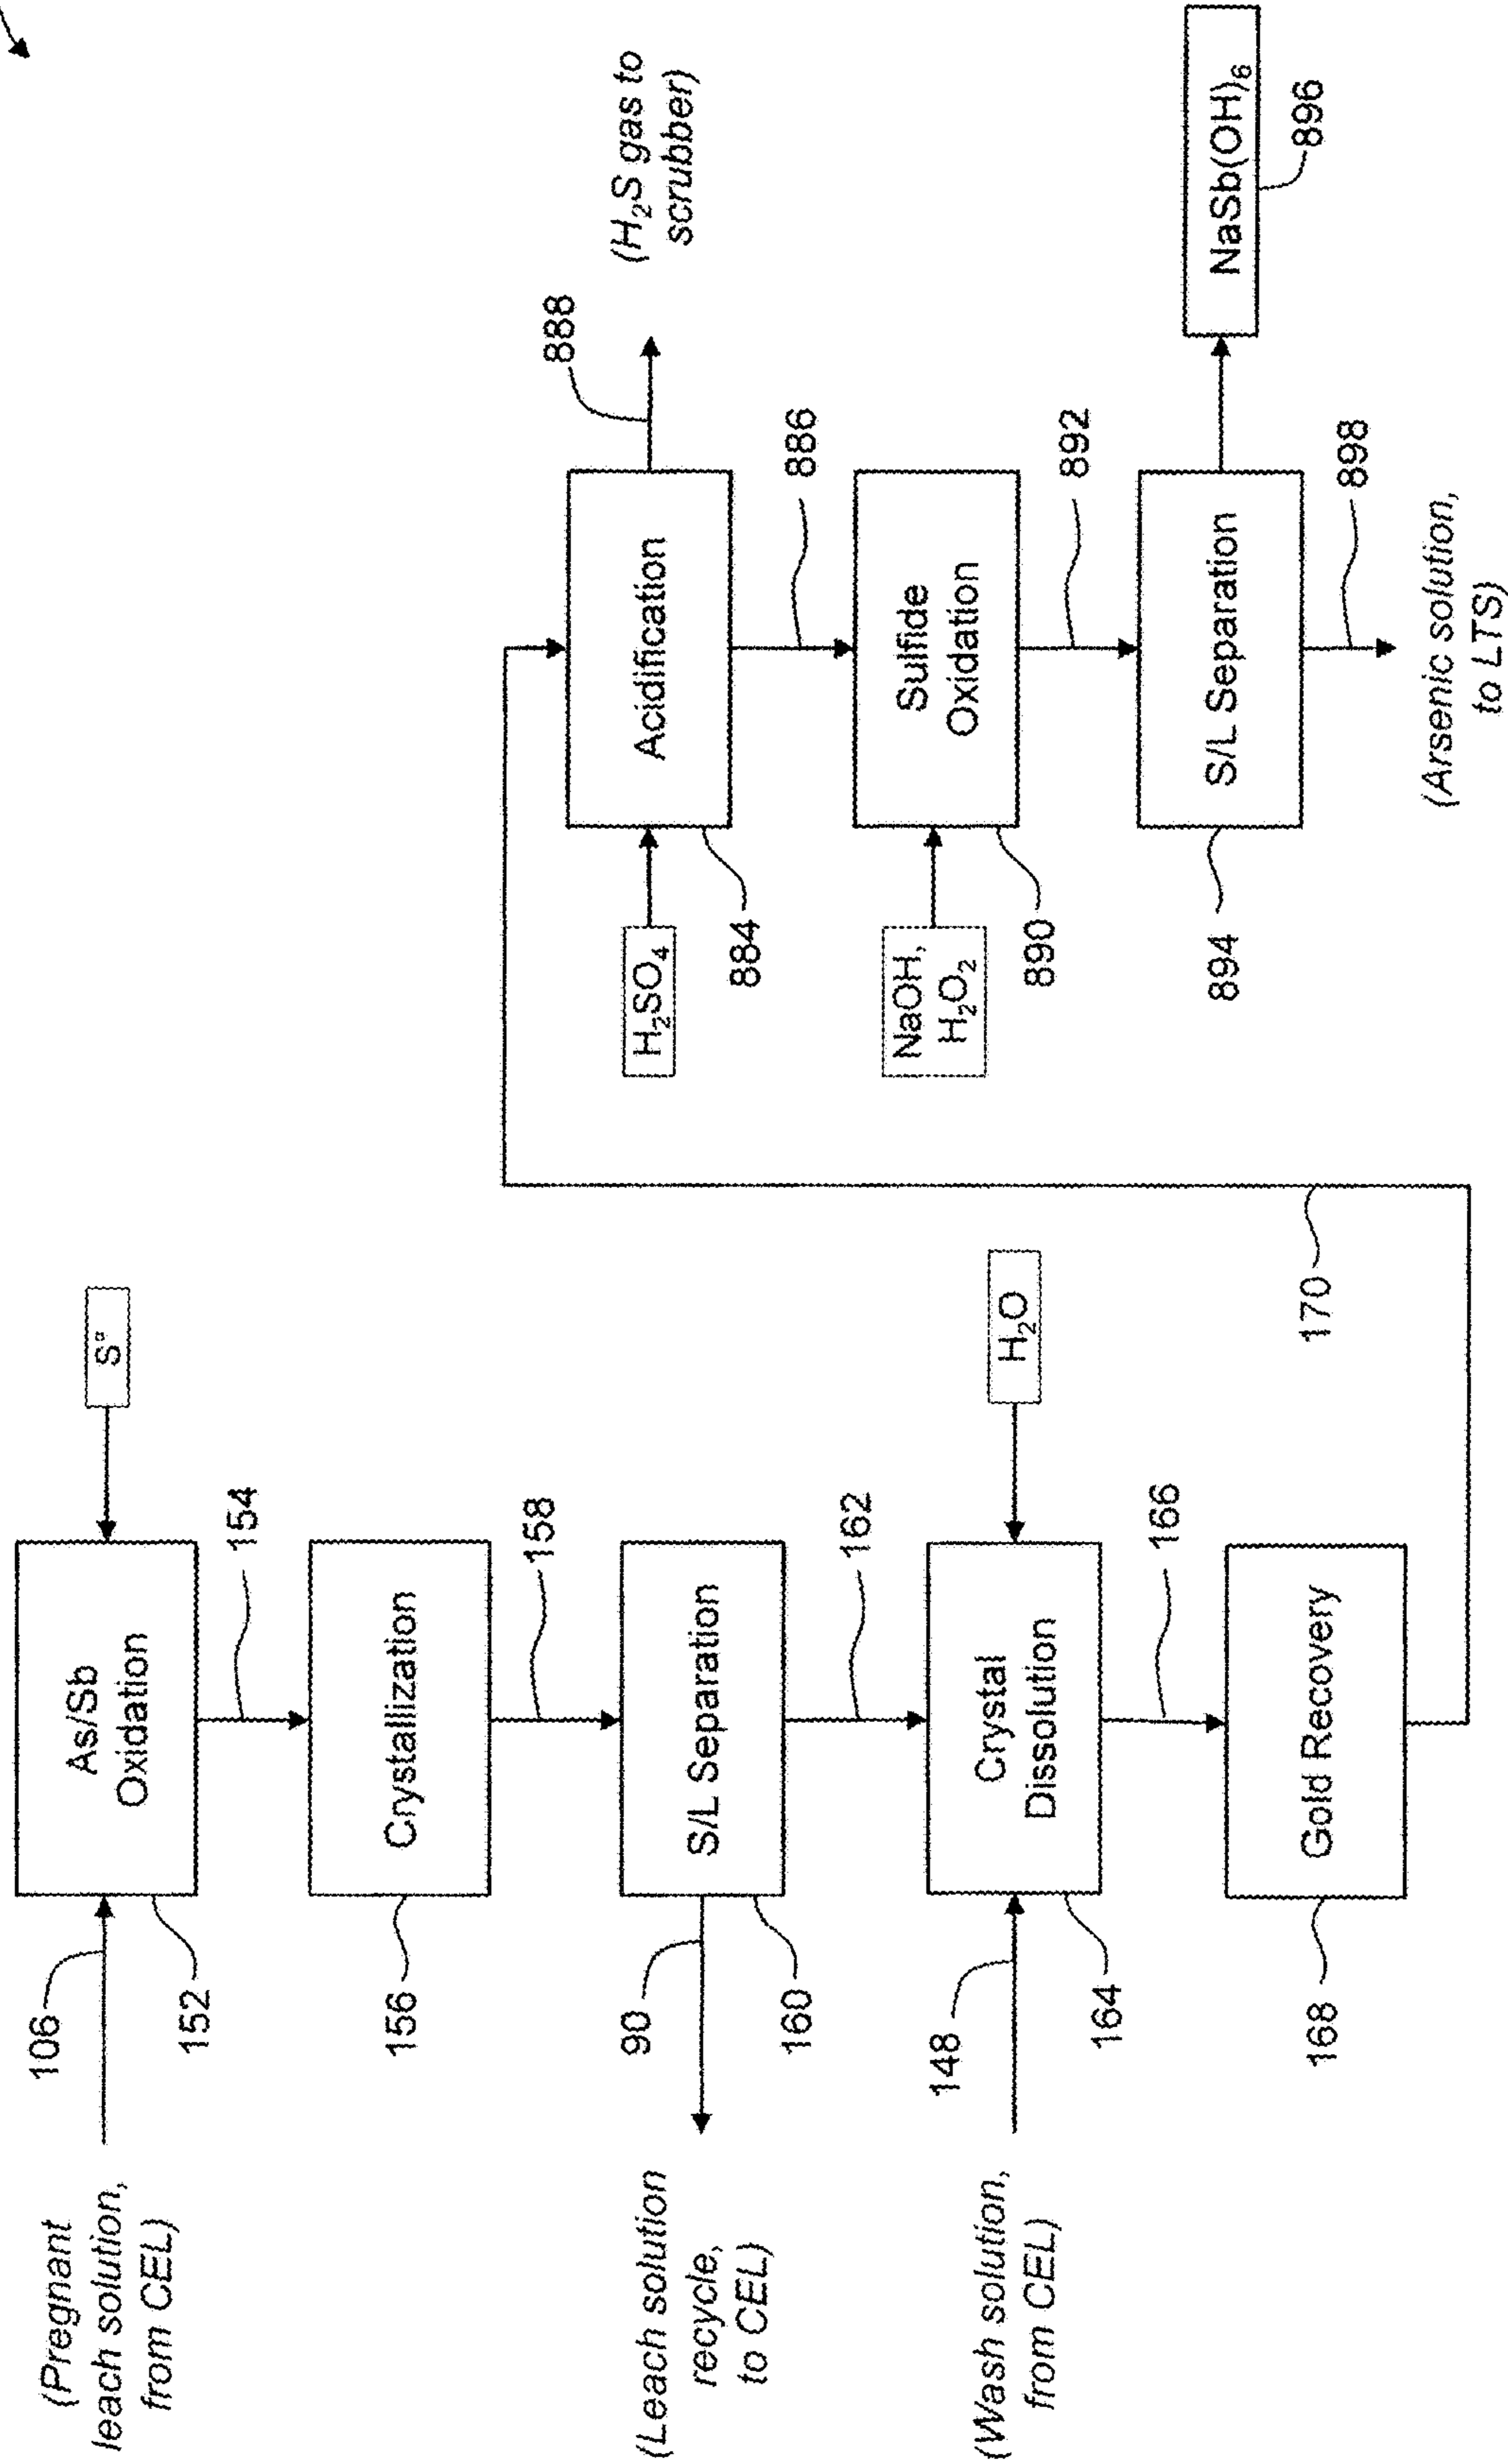 (Pregnant
leach solution,
from CEL)
106
152
As/Sb
Oxidation
S°
154
156
Crystallization
158
(Leach solution
recycle,
to CEL)
90
160
S/L Separation
162
(Wash solution,
from CEL)
148
164
Crystal
Dissolution
H₂O
166
168
Gold Recovery
170
H₂SO₄
884
Acidification
888
(H₂S gas to
scrubber)
886
NaOH,
H₂O₂
890
Sulfide
Oxidation
892
894
S/L Separation
NaSb(OH)₆
896
898
(Arsenic solution,
to LTS)